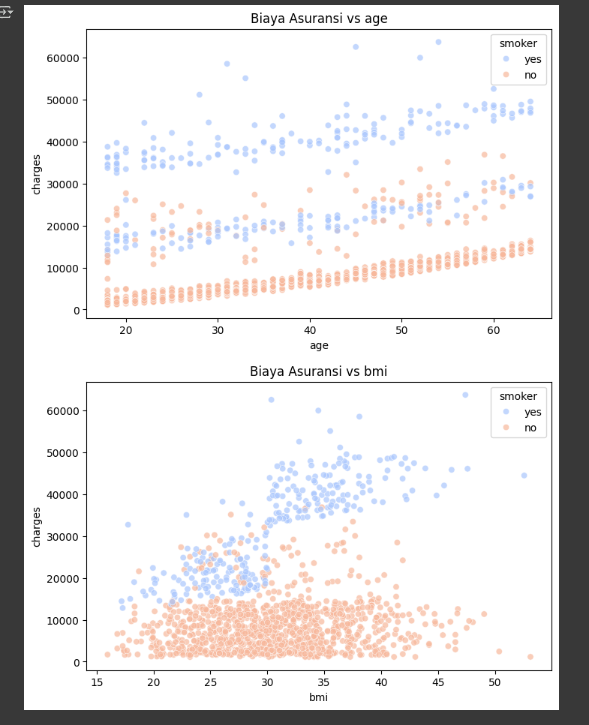 Biaya Asuransi vs age
smoker
yes
no
60000
50000
40000
30000
20000
10000
0
charges
20 30 40 50 60
age
Biaya Asuransi vs bmi
smoker
yes
no
60000
50000
40000
30000
20000
10000
0
charges
15 20 25 30 35 40 45 50
bmi